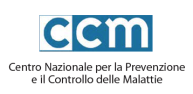 ccm
Centro Nazionale per la Prevenzione
e il Controllo delle Malattie